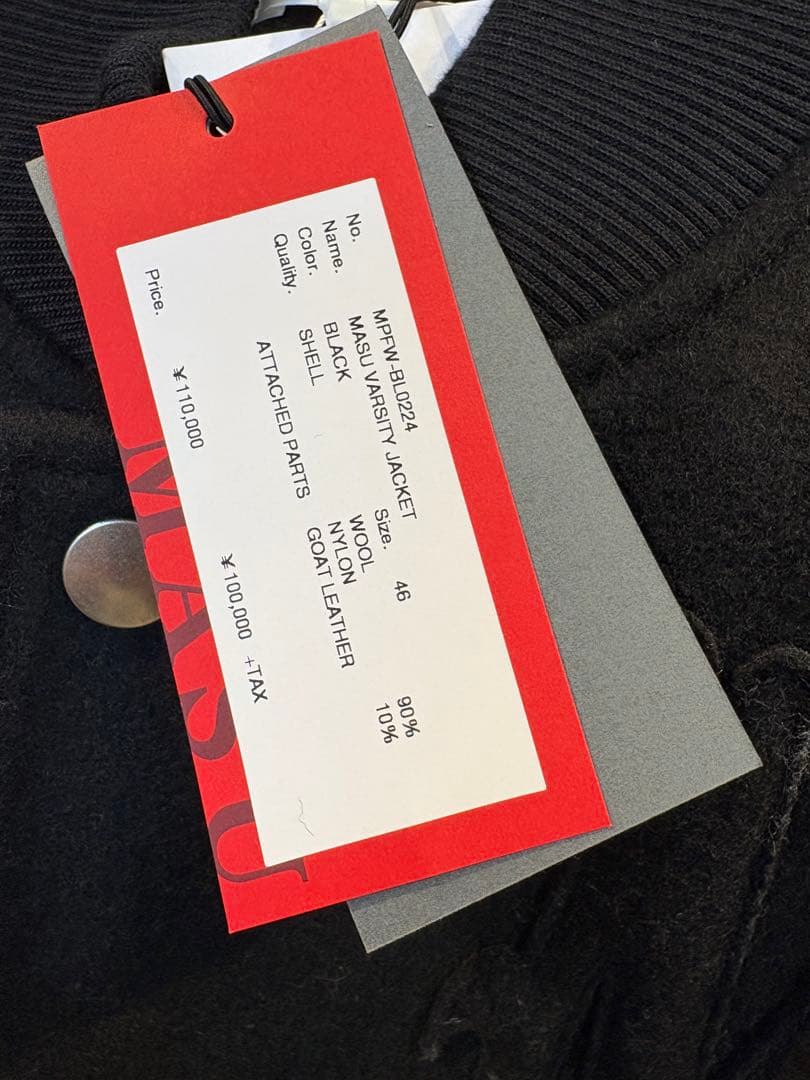 No. MPFW-BL0224
Name. MASU VARSITY JACKET
Color. BLACK Size. 46
Quality. SHELL WOOL 90%
NYLON 10%
ATTACHED PARTS GOAT LEATHER
Price. ¥110,000 ¥100,000 +TAX
MASU